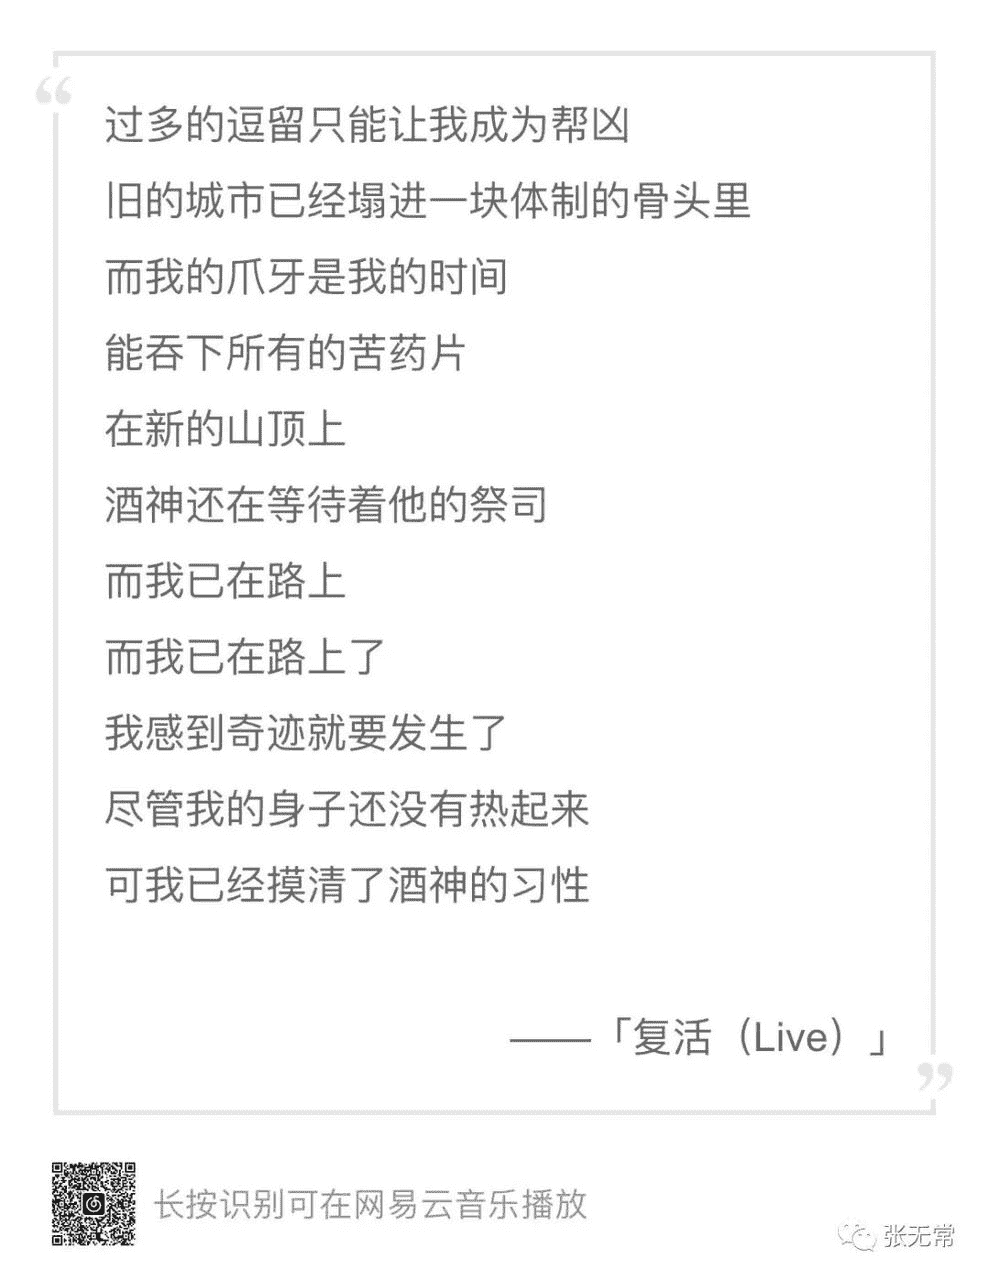 “
过多的逗留只能让我成为帮凶
旧的城市已经塌进一块体制的骨头里
而我的爪牙是我的时间
能吞下所有的苦药片
在新的山顶上
酒神还在等待着他的祭司
而我已在路上
而我已在路上了
我感到奇迹就要发生了
尽管我的身子还没有热起来
可我已经摸清了酒神的习性
——「复活（Live）」
”
长按识别可在网易云音乐播放
张无常